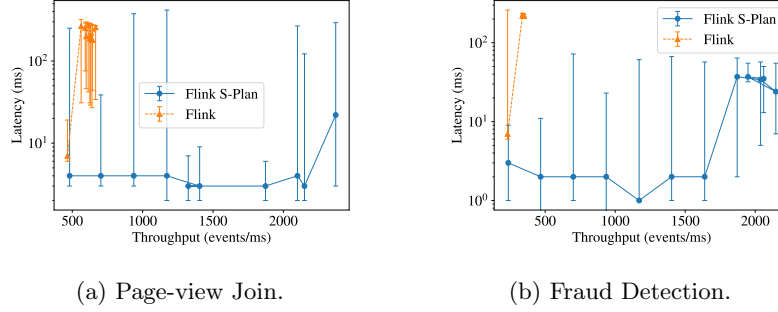 Latency (ms)
10²
10¹
Flink S-Plan
Flink
500
1000
1500
2000
Throughput (events/ms)
(a) Page-view Join.
Latency (ms)
10²
10¹
10⁰
Flink S-Plan
Flink
500
1000
1500
2000
Throughput (events/ms)
(b) Fraud Detection.